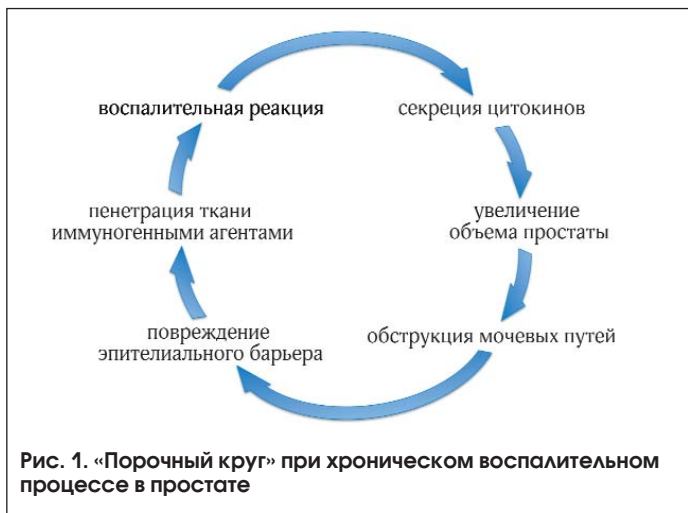 воспалительная реакция
секреция цитокинов
увеличение
объема простаты
обструкция мочевых путей
повреждение
эпителиального барьера
пенетрация ткани
иммуногенными агентами
Рис. 1. «Порочный круг» при хроническом воспалительном
процессе в простате